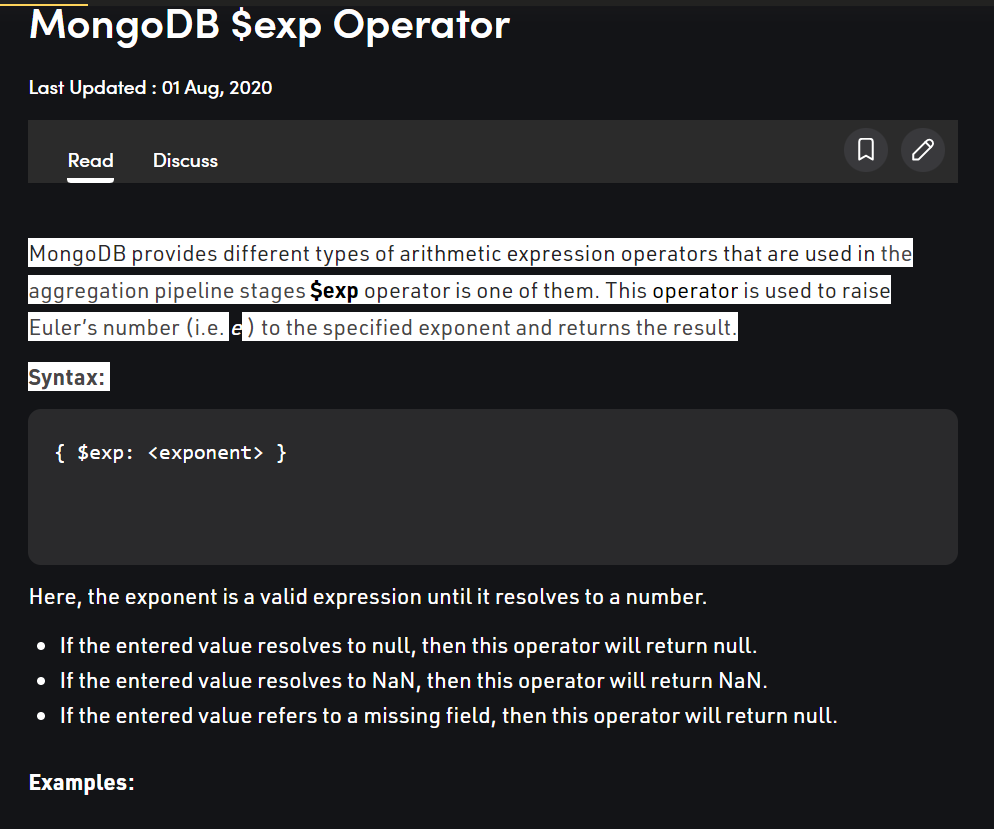 MongoDB $exp Operator
Last Updated : 01 Aug, 2020
Read Discuss
MongoDB provides different types of arithmetic expression operators that are used in the
aggregation pipeline stages $exp operator is one of them. This operator is used to raise
Euler’s number (i.e. e ) to the specified exponent and returns the result.
Syntax:
{ $exp: <exponent> }
Here, the exponent is a valid expression until it resolves to a number.
• If the entered value resolves to null, then this operator will return null.
• If the entered value resolves to NaN, then this operator will return NaN.
• If the entered value refers to a missing field, then this operator will return null.
Examples: